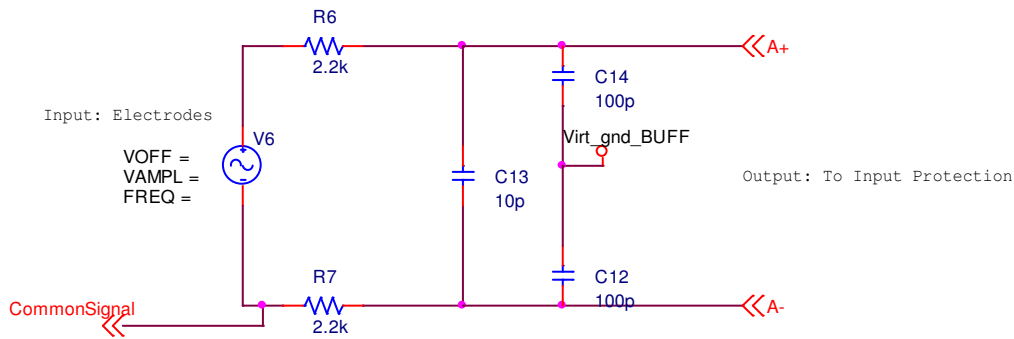 R6
2.2k
A+
C14
100p
Input: Electrodes
V6
Virt_gnd_BUFF
VOFF =
VAMPL =
FREQ =
C13
10p
Output: To Input Protection
R7
2.2k
C12
100p
CommonSignal
A-